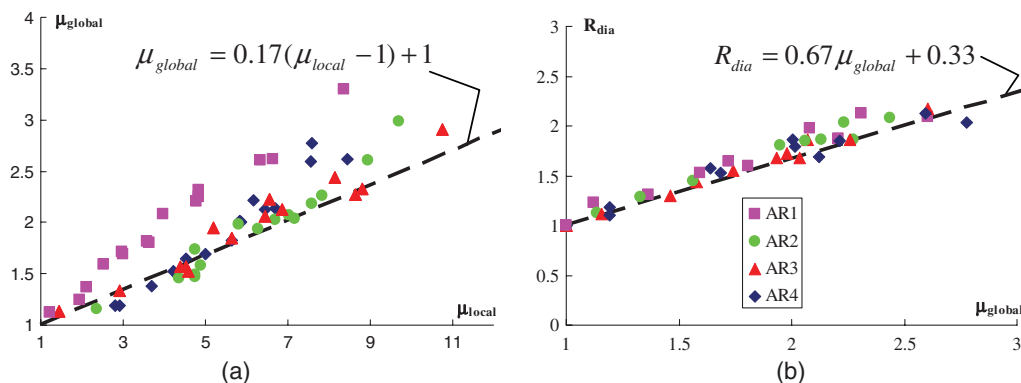 μglobal
μglobal = 0.17(μlocal − 1) + 1
4
3.5
3
2.5
2
1.5
1
1 3 5 7 9 11
μlocal
(a)
Rdia
Rdia = 0.67 μglobal + 0.33
3
2.5
2
1.5
1
0.5
0
AR1
AR2
AR3
AR4
1 1.5 2 2.5 3
μglobal
(b)